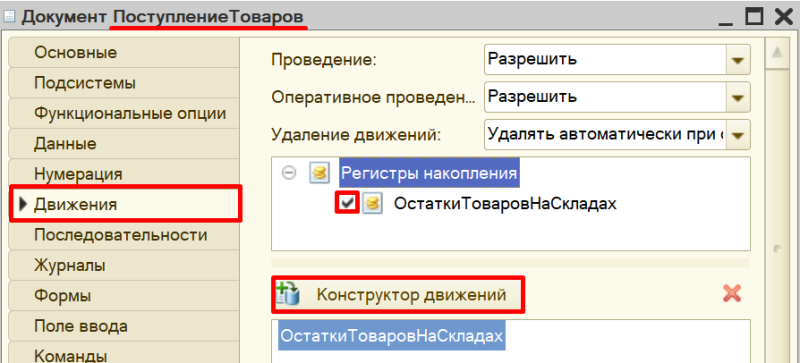 Документ ПоступлениеТоваров
Основные
Подсистемы
Функциональные опции
Данные
Нумерация
Движения
Последовательности
Журналы
Формы
Поле ввода
Команды
Проведение: Разрешить
Оперативное проведен... Разрешить
Удаление движений: Удалять автоматически при
Регистры накопления
ОстаткиТоваровНаСкладах
Конструктор движений
ОстаткиТоваровНаСкладах